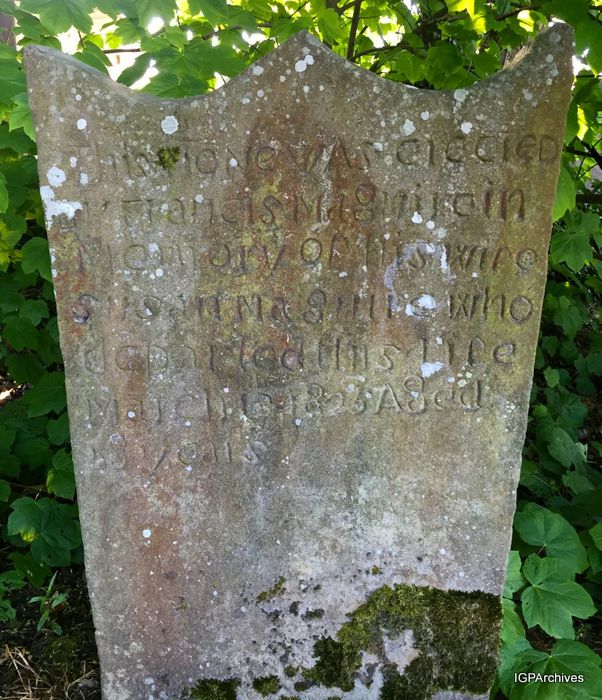 This Stone was erected
by Francis Maguire in
Memory of his wife
Susan Maguire who
departed this Life
March 1823 Aged
years
IGPArchives